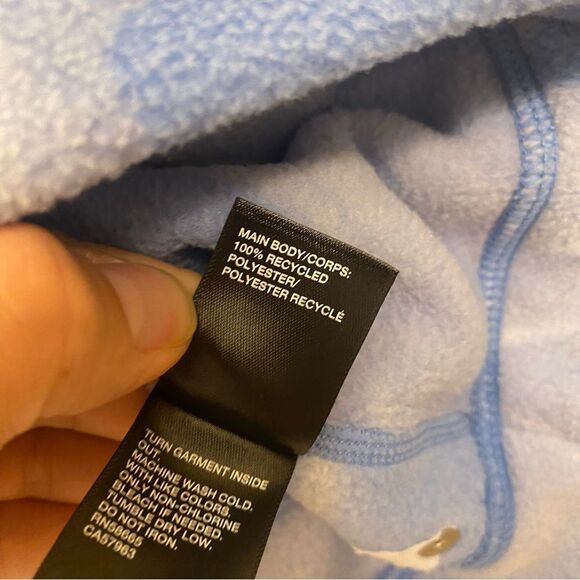 MAIN BODY/CORPS:
100% RECYCLED
POLYESTER/
POLYESTER RECYCLÉ
TURN GARMENT INSIDE
OUT.
MACHINE WASH COLD.
WITH LIKE COLORS.
ONLY NON-CHLORINE
BLEACH IF NEEDED.
TUMBLE DRY LOW.
DO NOT IRON.
RN98665
CA57963